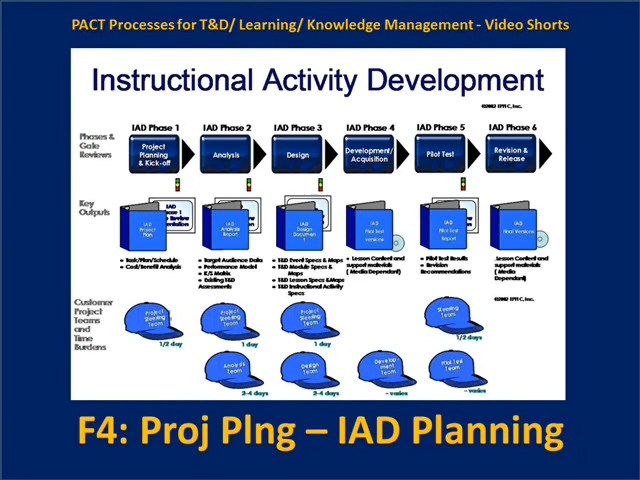 PACT Processes for T&D/ Learning/ Knowledge Management - Video Shorts
Instructional Activity Development
©2002 EPPIC, Inc.
Phases &
Gate
Reviews
IAD Phase 1
IAD Phase 2
IAD Phase 3
IAD Phase 4
IAD Phase 5
IAD Phase 6
Project
Planning
& Kick-off
Analysis
Design
Development/
Acquisition
Pilot Test
Revision &
Release
Key
Outputs
IAD
Project
Plan
IAD
Phase 1
Review
IAD
Analysis
Report
IAD
Design
Document
IAD
Pilot Test
Versions
IAD
Pilot Test
Report
IAD
Final Versions
• Task/Plan/Schedule
• Cost/Benefit Analysis
• Target Audience Data
• Performance Model
• K/S Matrix
• Existing T&D
Assessments
• T&D Event Specs & Maps
• T&D Module Specs &
Maps
• T&D Lesson Specs &Maps
• T&D Instructional Activity
Specs
• Lesson Content and
support materials
( Media Dependant)
• Pilot Test Results
• Revision
Recommendations
.Lesson Content and
support materials
( Media
Dependant)
©2002 EPPIC, Inc.
Customer
Project
Teams
and Time
Burdens
Project
Steering
Team
1/2 day
Project
Steering
Team
1 day
Project
Steering
Team
1 day
Steering
Team
1/2 days
Analysis
Team
2-4 days
Design
Team
2-4 days
Develop
ment Team
~ varies
Pilot Test
Team
~ varies
F4: Proj Plng – IAD Planning